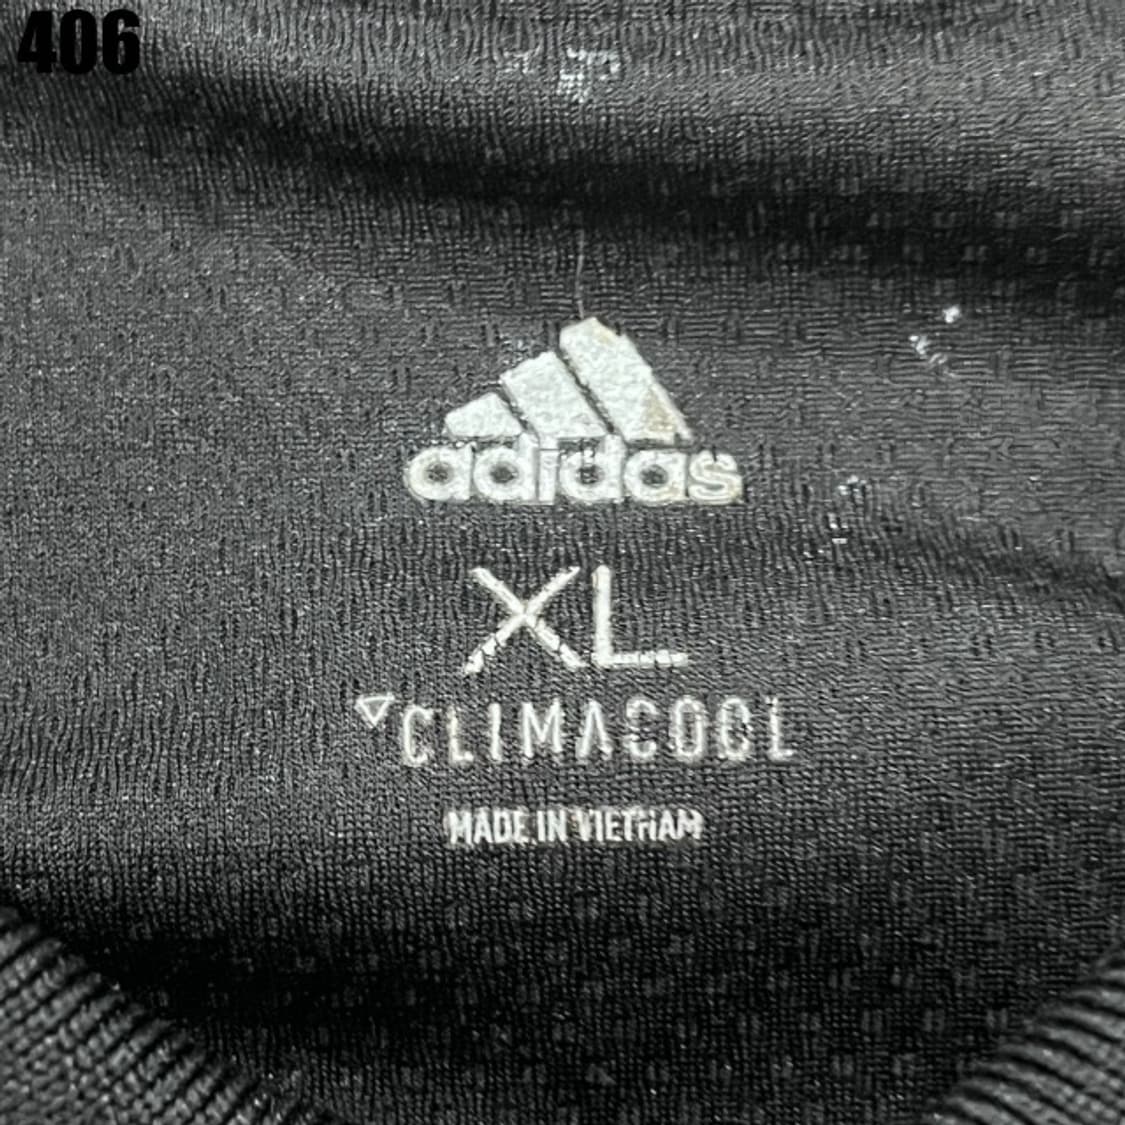 406
adidas
XL
CLIMACOOL
MADE IN VIETNAM